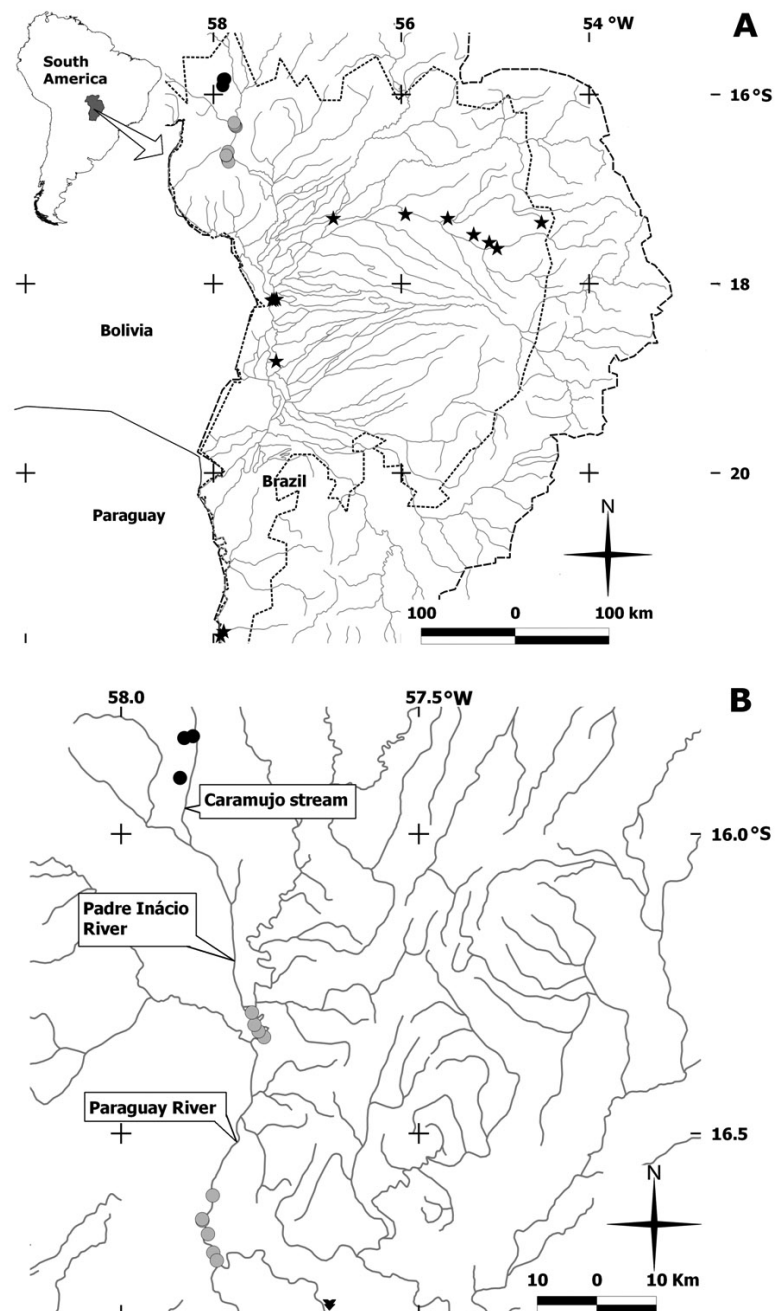 58
56
54 °W
A
South
America
16°S
18
Bolivia
20
Brazil
Paraguay
N
100
0
100 km
58.0
57.5°W
B
Caramujo stream
16.0°S
Padre Inácio
River
Paraguay River
16.5
N
10
0
10 Km